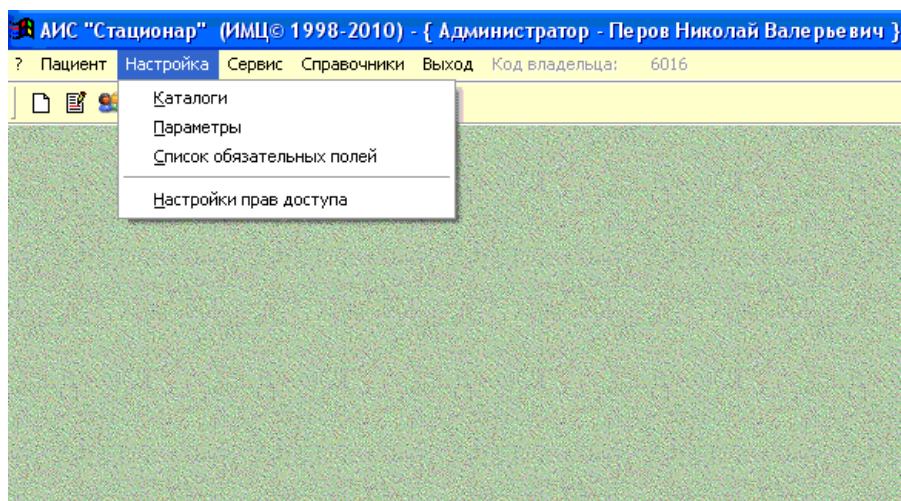 АИС "Стационар" (ИМЦ© 1998-2010) - { Администратор - Перов Николай Валерьевич }
? Пациент Настройка Сервис Справочники Выход Код владельца: 6016
Каталоги
Параметры
Список обязательных полей
Настройки прав доступа